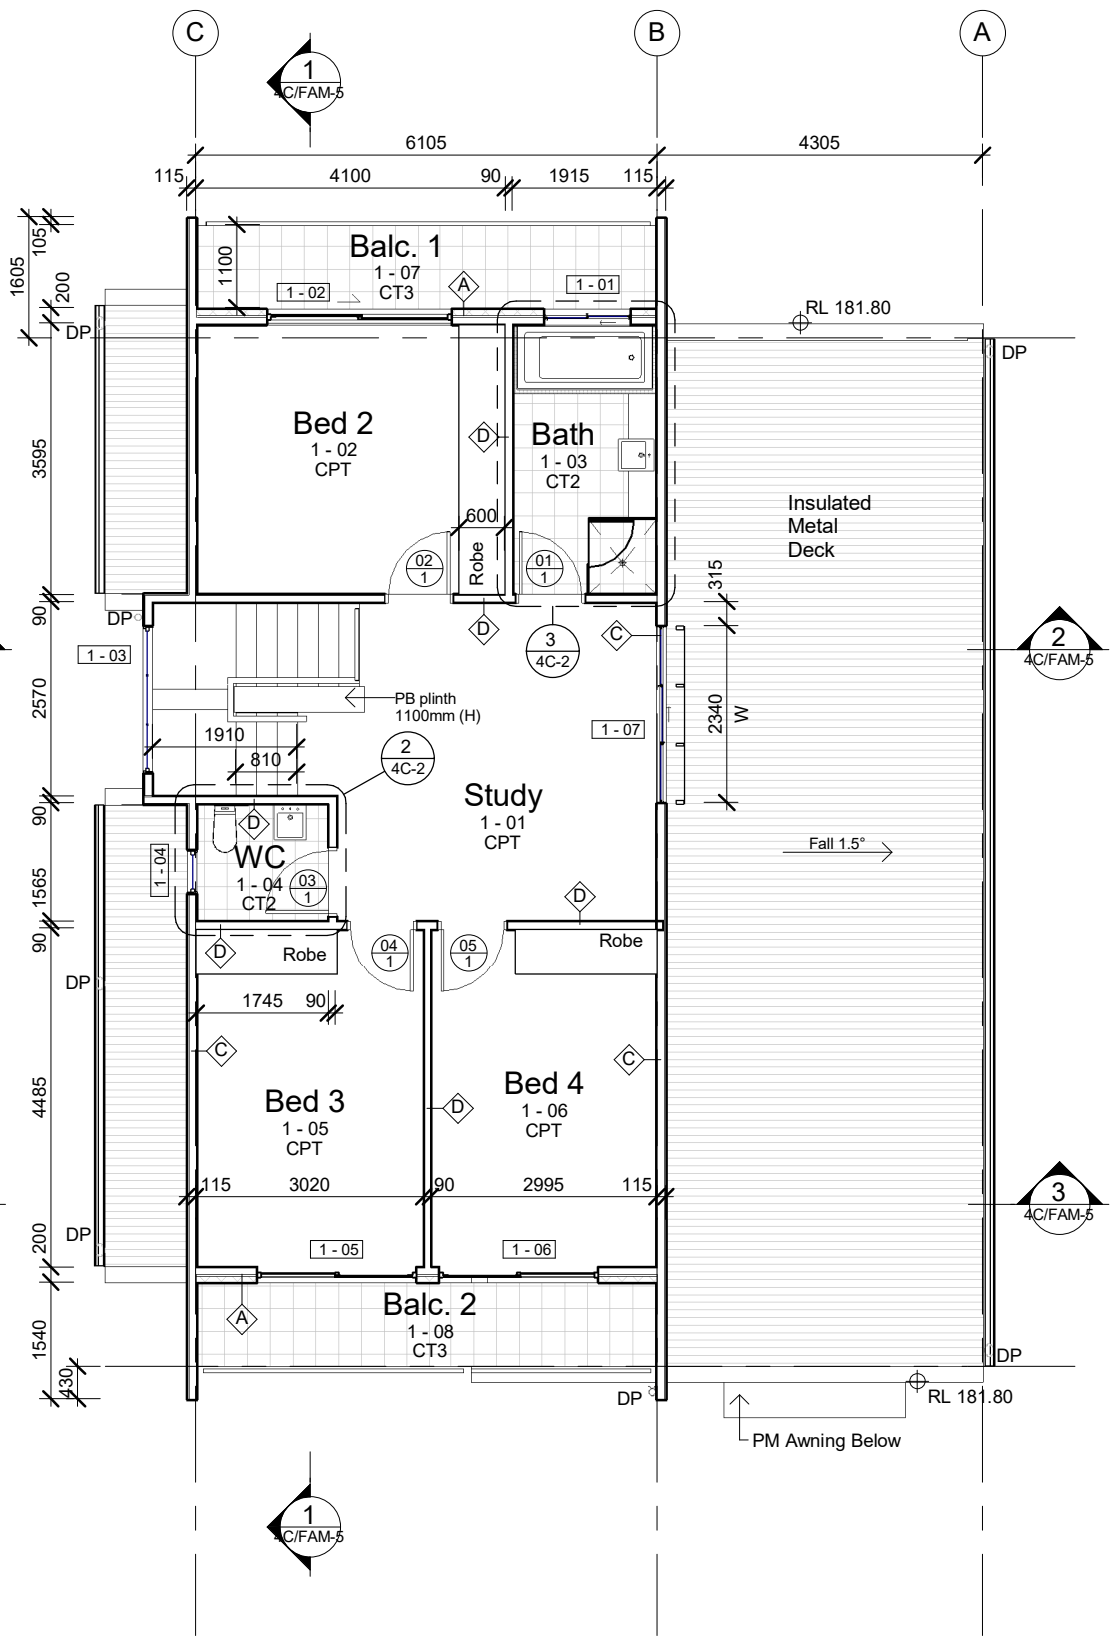 C
B
A
1
4C/FAM-5
6105
4305
115
4100
90
1915
115
1605
105
200
1100
Balc. 1
1 - 07
CT3
1 - 02
A
1 - 01
RL 181.80
DP
DP
3595
Bed 2
1 - 02
CPT
D
Bath
1 - 03
CT2
Insulated
Metal
Deck
600
Robe
02
1
01
1
315
90
DP
D
3
4C-2
C
2
4C/FAM-5
1 - 03
2570
PB plinth
1100mm (H)
2340
W
1 - 07
1910
2
4C-2
810
Study
1 - 01
CPT
90
D
WC
1 - 04
CT2
1 - 04
03
1
Fall 1.5°
1565
D
90
D
Robe
04
1
05
1
Robe
DP
1745
90
C
C
4485
Bed 3
1 - 05
CPT
D
Bed 4
1 - 06
CPT
115
3020
90
2995
115
3
4C/FAM-5
200
DP
1 - 05
1 - 06
A
Balc. 2
1 - 08
CT3
1540
430
DP
DP
RL 181.80
PM Awning Below
1
4C/FAM-5